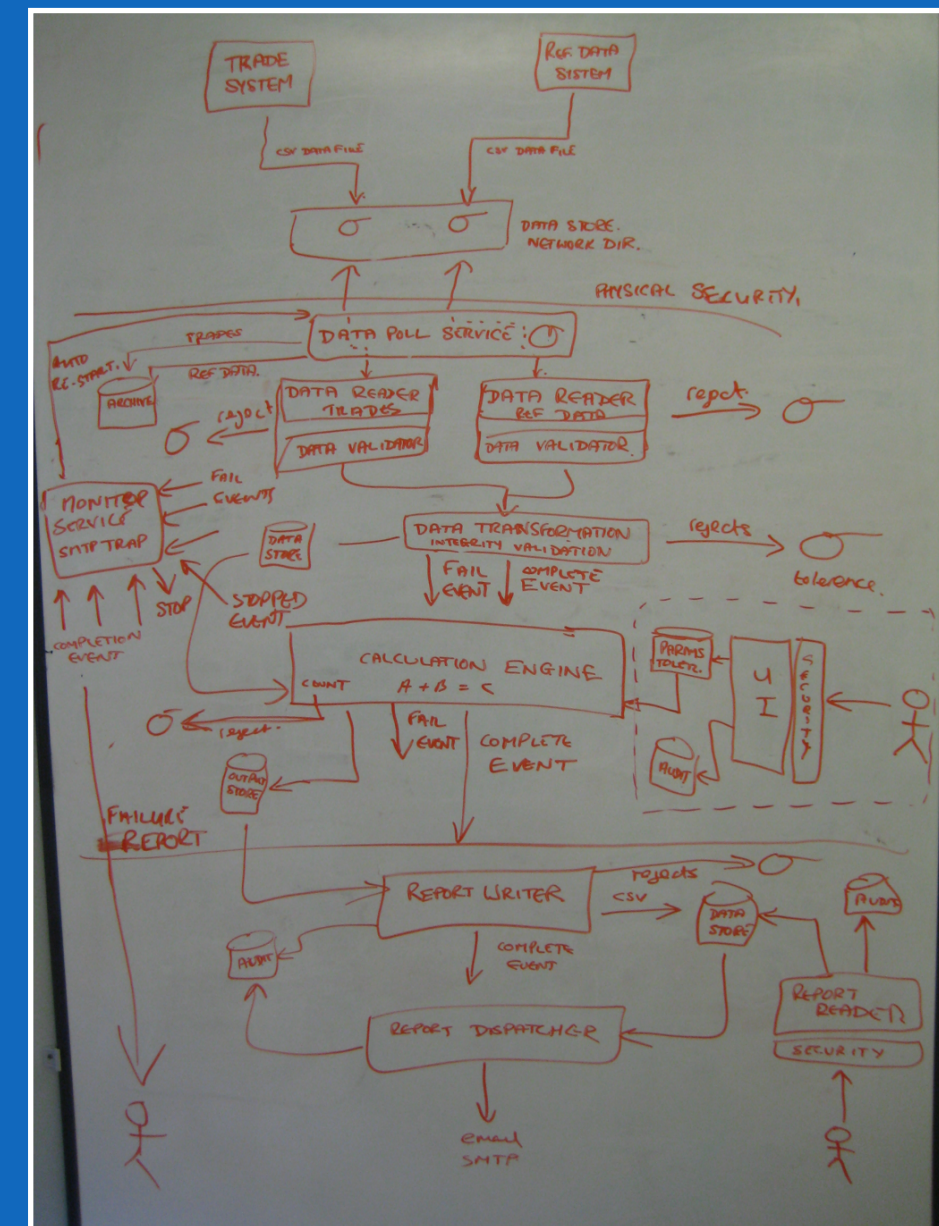 TRADE
SYSTEM
REF DATA
SYSTEM
CSV DATA FILE
CSV DATA FILE
DATA STORE.
NETWORK DIR.
PHYSICAL SECURITY.
DATA POLL SERVICE
TRADES
REF DATA.
AUTO
RE-START.
ARCHIVE
DATA READER
TRADES
DATA VALIDATOR
DATA READER
REF DATA
DATA VALIDATOR
reject
reject.
MONITOR
SERVICE
SMTP TRAP
FAIL
EVENTS
DATA
STORE
DATA TRANSFORMATION
INTEGRITY VALIDATION
rejects
tolerence.
FAIL
EVENT
COMPLETE
EVENT
STOP
STOPPED
EVENT
COMPLETION
EVENT
CALCULATION ENGINE
COUNT
A + B = C
PARAMS
TOLER.
UI
SECURITY
AUDIT
reject.
FAIL
EVENT
COMPLETE
EVENT
OUTPUT
STORE
FAILURE
REPORT
REPORT WRITER
rejects
CSV
DATA
STORE
AUDIT
AUDIT
COMPLETE
EVENT
REPORT DISPATCHER
REPORT
READER
SECURITY
email
SMTP